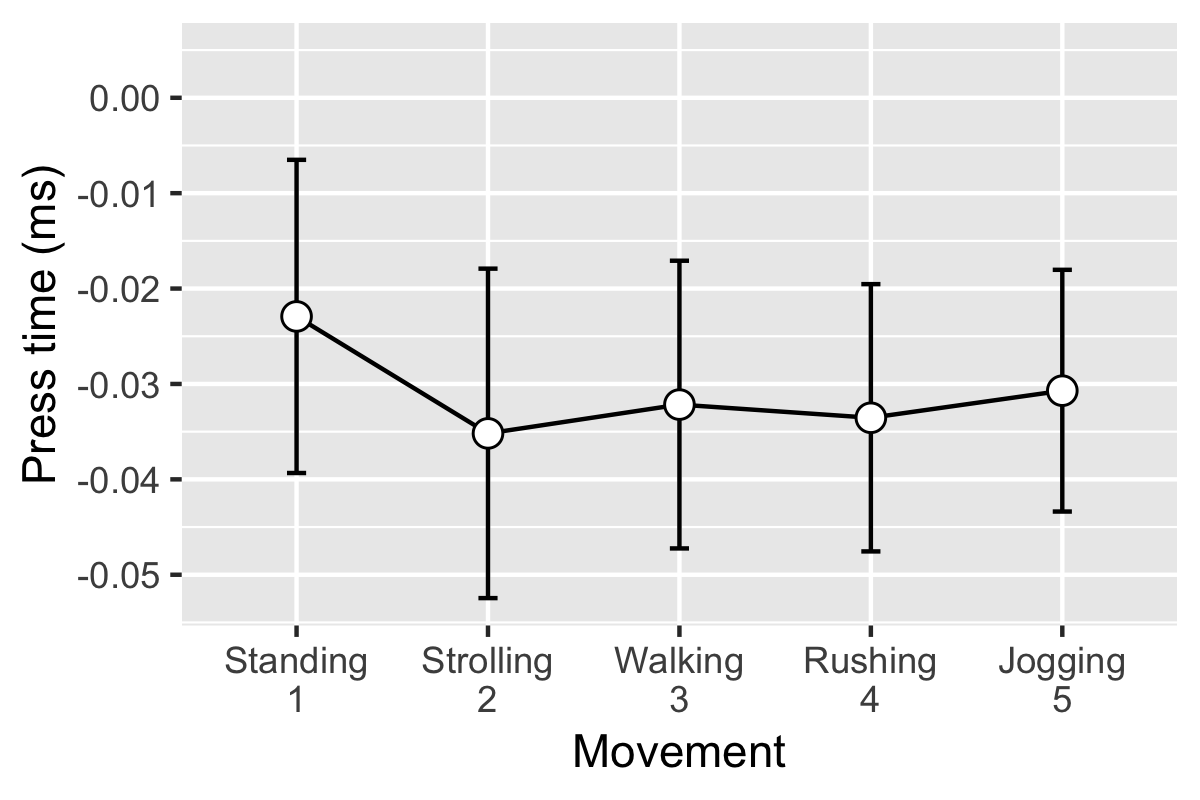 Press time (ms)
0.00
-0.01
-0.02
-0.03
-0.04
-0.05
Standing Strolling Walking Rushing Jogging
1 2 3 4 5
Movement